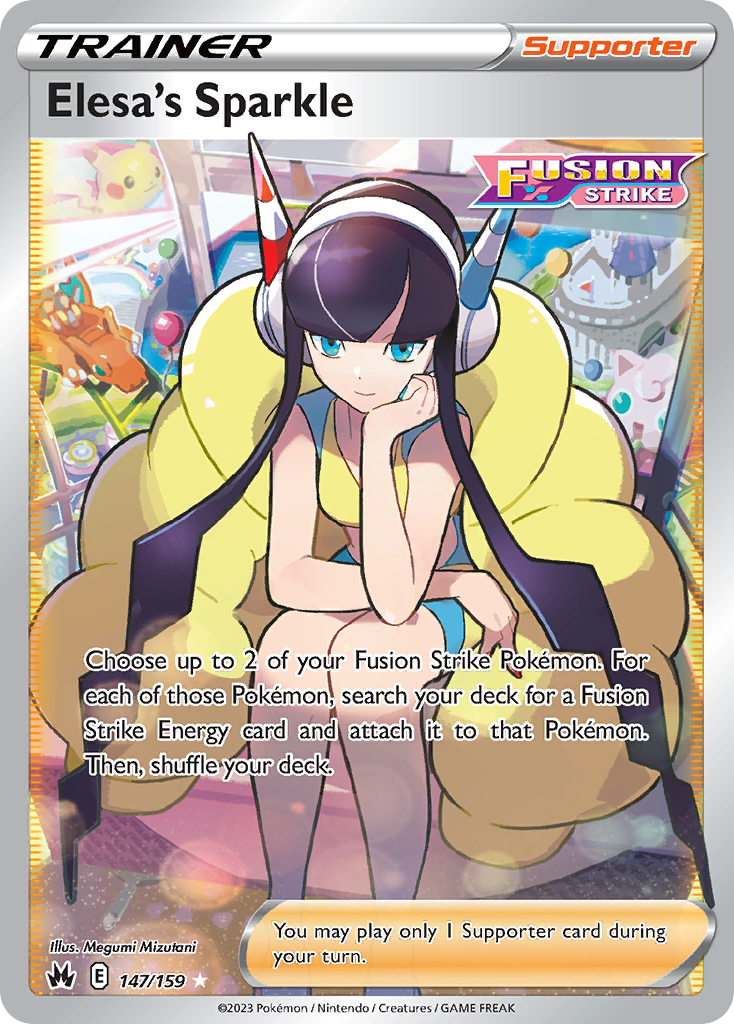 TRAINER Supporter
Elesa's Sparkle
FUSION
STRIKE
Choose up to 2 of your Fusion Strike Pokémon. For
each of those Pokémon, search your deck for a Fusion
Strike Energy card and attach it to that Pokémon.
Then, shuffle your deck.
You may play only 1 Supporter card during
your turn.
Illus. Megumi Mizutani
E 147/159
©2023 Pokémon / Nintendo / Creatures / GAME FREAK